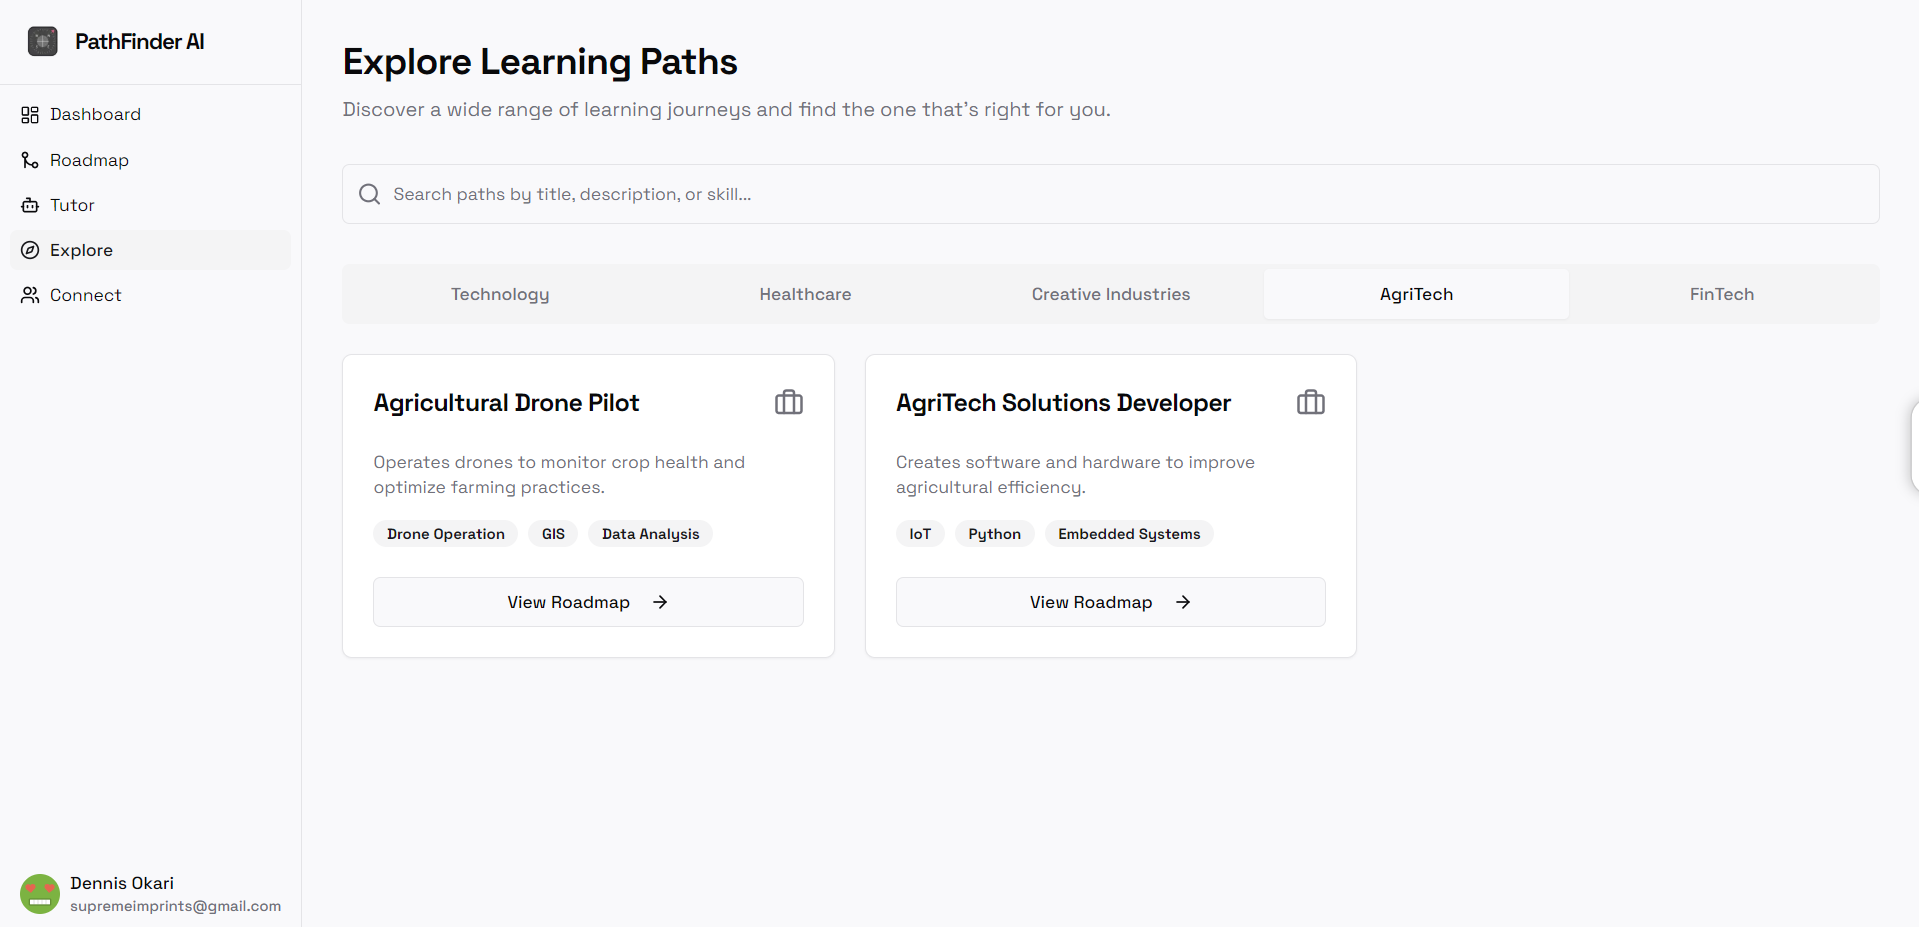 PathFinder AI
Dashboard
Roadmap
Tutor
Explore
Connect
Dennis Okari
supremeimprints@gmail.com
Explore Learning Paths
Discover a wide range of learning journeys and find the one that's right for you.
Search paths by title, description, or skill...
Technology
Healthcare
Creative Industries
AgriTech
FinTech
Agricultural Drone Pilot
Operates drones to monitor crop health and
optimize farming practices.
Drone Operation
GIS
Data Analysis
View Roadmap
AgriTech Solutions Developer
Creates software and hardware to improve
agricultural efficiency.
IoT
Python
Embedded Systems
View Roadmap